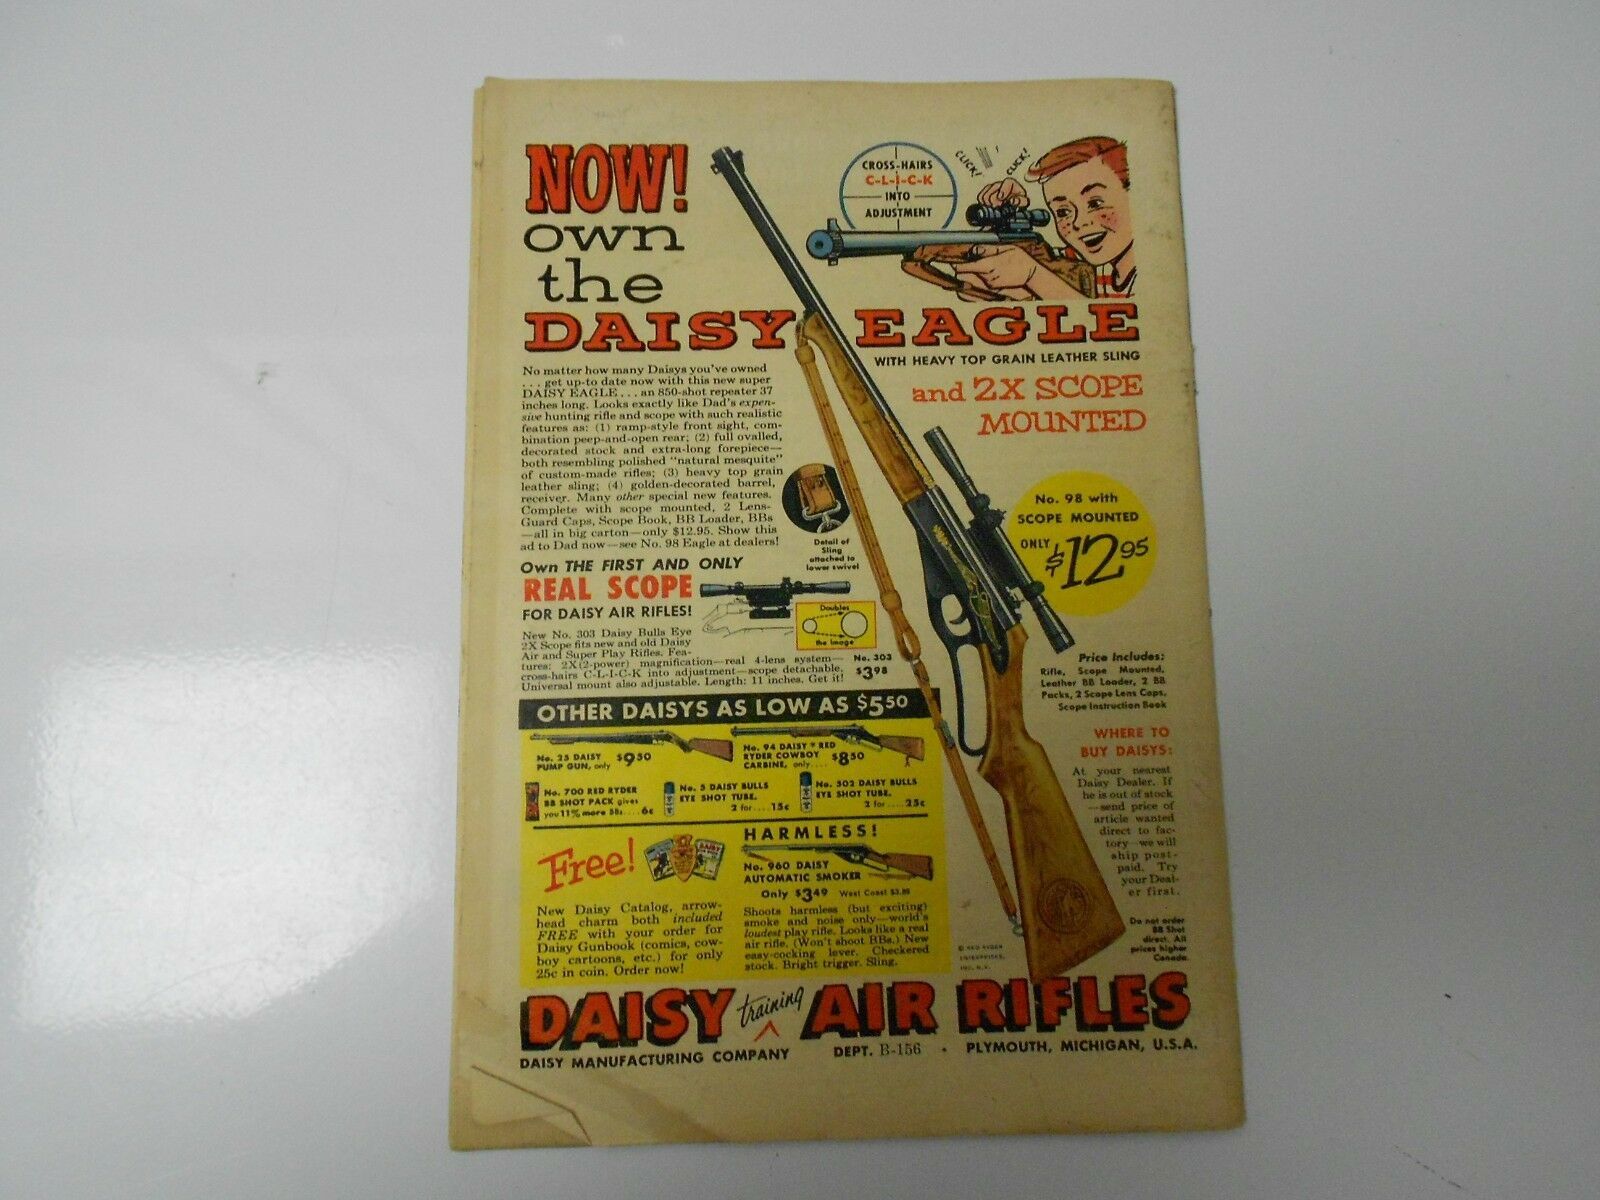 NOW!
own
the
DAISY EAGLE
CLICK!
CLICK!
CROSS-HAIRS
C-L-I-C-K
INTO
ADJUSTMENT
WITH HEAVY TOP GRAIN LEATHER SLING
and 2X SCOPE
MOUNTED
No matter how many Daisys you've owned
. . . get up-to date now with this new super
DAISY EAGLE . . . an 850-shot repeater 37
inches long. Looks exactly like Dad's expen-
sive hunting rifle and scope with such realistic
features as: (1) ramp-style front sight, com-
bination peep-and-open rear; (2) full ovalled,
decorated stock and extra-long forepiece—
both resembling polished "natural mesquite"
of custom-made rifles; (3) heavy top grain
leather sling; (4) golden-decorated barrel,
receiver. Many other special new features.
Complete with scope mounted, 2 Lens-
Guard Caps, Scope Book, BB Loader, BBs
—all in big carton—only $12.95. Show this
ad to Dad now—see No. 98 Eagle at dealers!
Detail of
Sling
attached to
lower swivel
No. 98 with
SCOPE MOUNTED
ONLY $12 95
Own THE FIRST AND ONLY
REAL SCOPE
FOR DAISY AIR RIFLES!
Doubles
the image
New No. 303 Daisy Bulls Eye
2X Scope fits new and old Daisy
Air and Super Play Rifles. Fea-
tures: 2X (2-power) magnification—real 4-lens system—
cross-hairs C-L-I-C-K into adjustment—scope detachable.
Universal mount also adjustable. Length: 11 inches. Get it!
No. 303
$3 98
Price Includes:
Rifle, Scope Mounted,
Leather BB Loader, 2 BB
Packs, 2 Scope Lens Caps,
Scope Instruction Book
OTHER DAISYS AS LOW AS $5 50
No. 25 DAISY
PUMP GUN, only $9 50
No. 94 DAISY RED
RYDER COWBOY
CARBINE, only.... $8 50
No. 700 RED RYDER
BB SHOT PACK gives
you 11% more BBs....6¢
No. 5 DAISY BULLS
EYE SHOT TUBE.
2 for....15¢
No. 502 DAISY BULLS
EYE SHOT TUBE.
2 for....25¢
WHERE TO
BUY DAISYS:
At your nearest
Daisy Dealer. If
he is out of stock
—send price of
article wanted
direct to fac-
tory—we will
ship post-
paid. Try
your Deal-
er first.
Do not order
BB Shot
direct. All
prices higher
Canada.
Free!
DAISY
New Daisy Catalog, arrow-
head charm both included
FREE with your order for
Daisy Gunbook (comics, cow-
boy cartoons, etc.) for only
25c in coin. Order now!
HARMLESS!
No. 960 DAISY
AUTOMATIC SMOKER
Only $3 49 West Coast $3.89
Shoots harmless (but exciting)
smoke and noise only—world's
loudest play rifle. Looks like a real
air rifle. (Won't shoot BBs.) New
easy-cocking lever. Checkered
stock. Bright trigger. Sling.
© RED RYDER
ENTERPRISES,
INC. N.Y.
DAISY training AIR RIFLES
DAISY MANUFACTURING COMPANY DEPT. B-156 • PLYMOUTH, MICHIGAN, U.S.A.